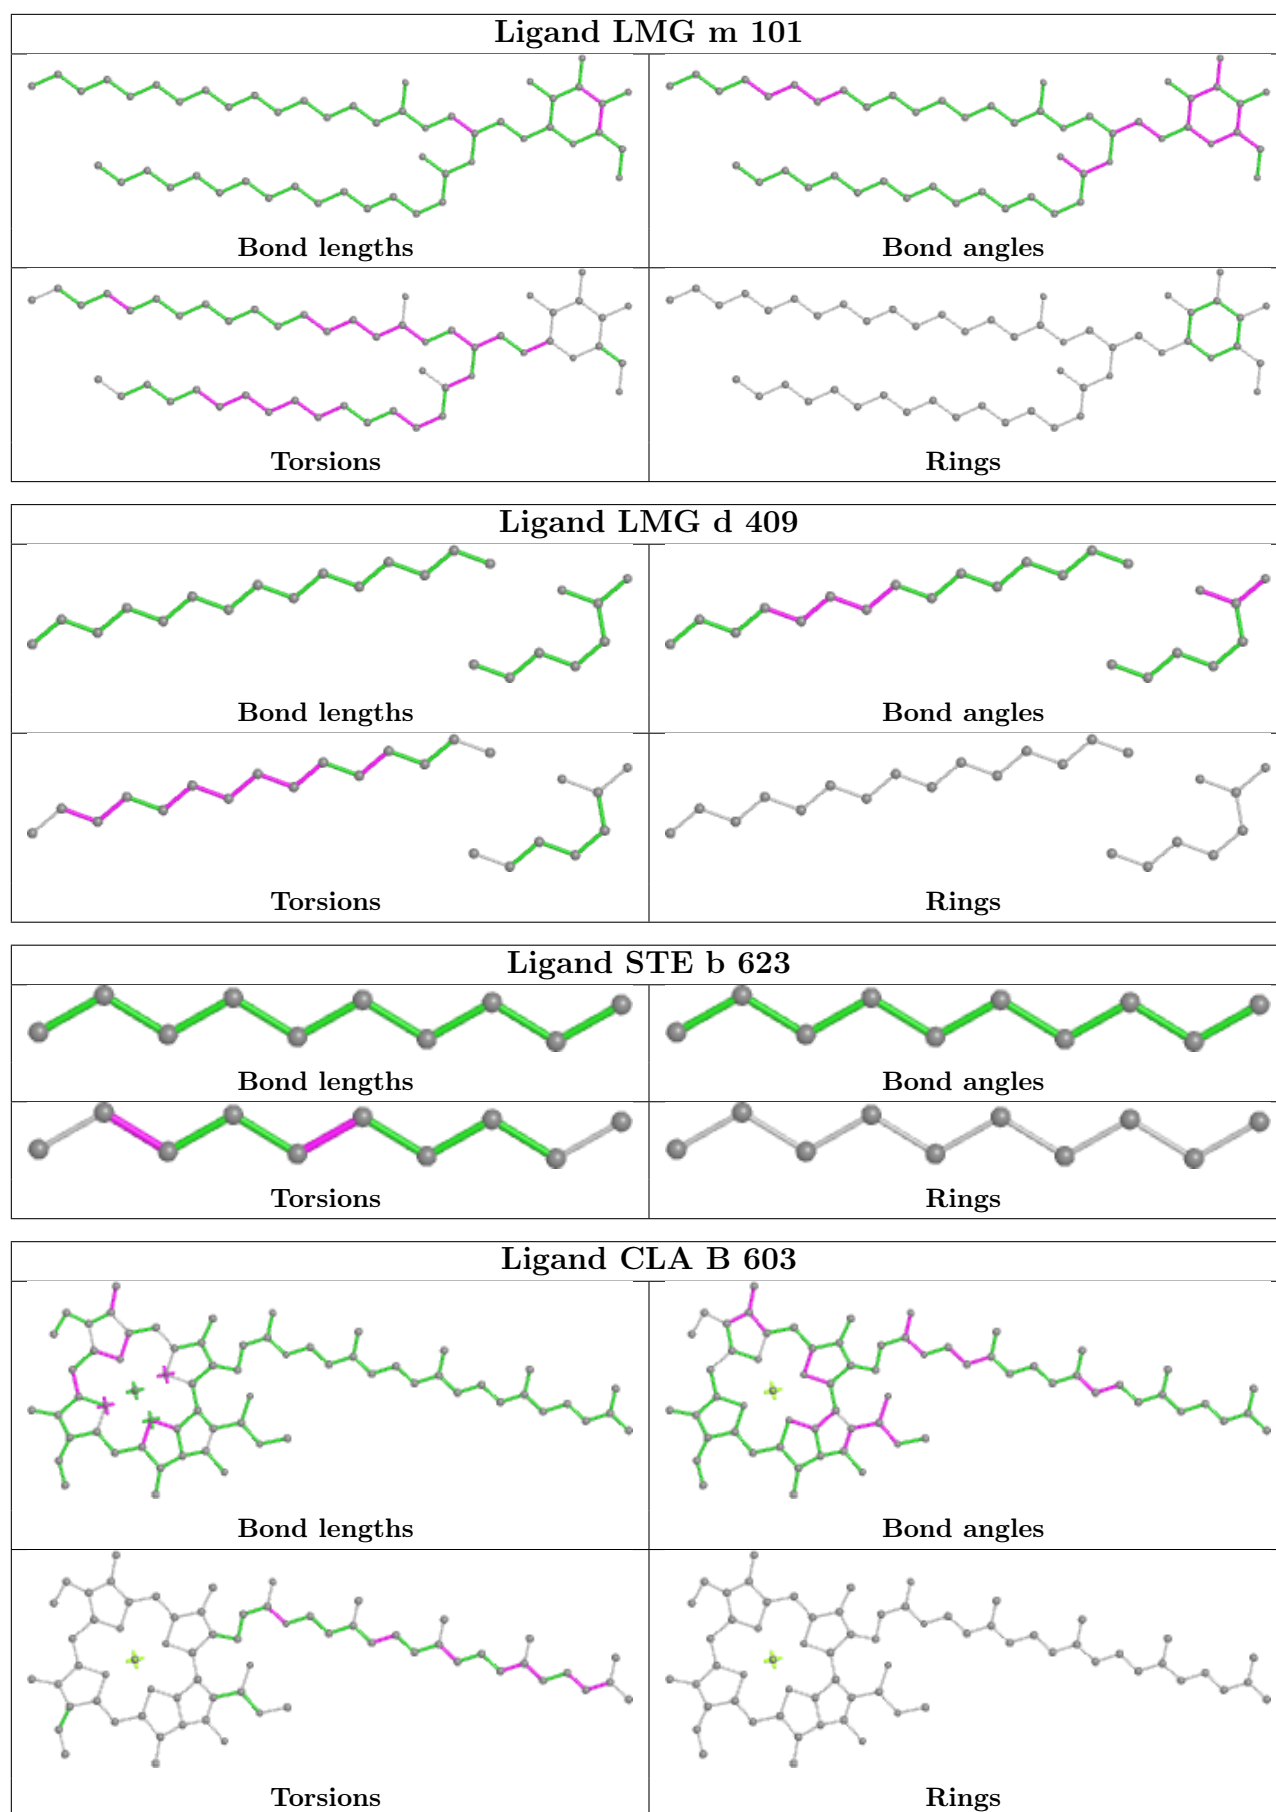 Ligand LMG m 101
Bond lengths
Bond angles
Torsions
Rings
Ligand LMG d 409
Bond lengths
Bond angles
Torsions
Rings
Ligand STE b 623
Bond lengths
Bond angles
Torsions
Rings
Ligand CLA B 603
Bond lengths
Bond angles
Torsions
Rings